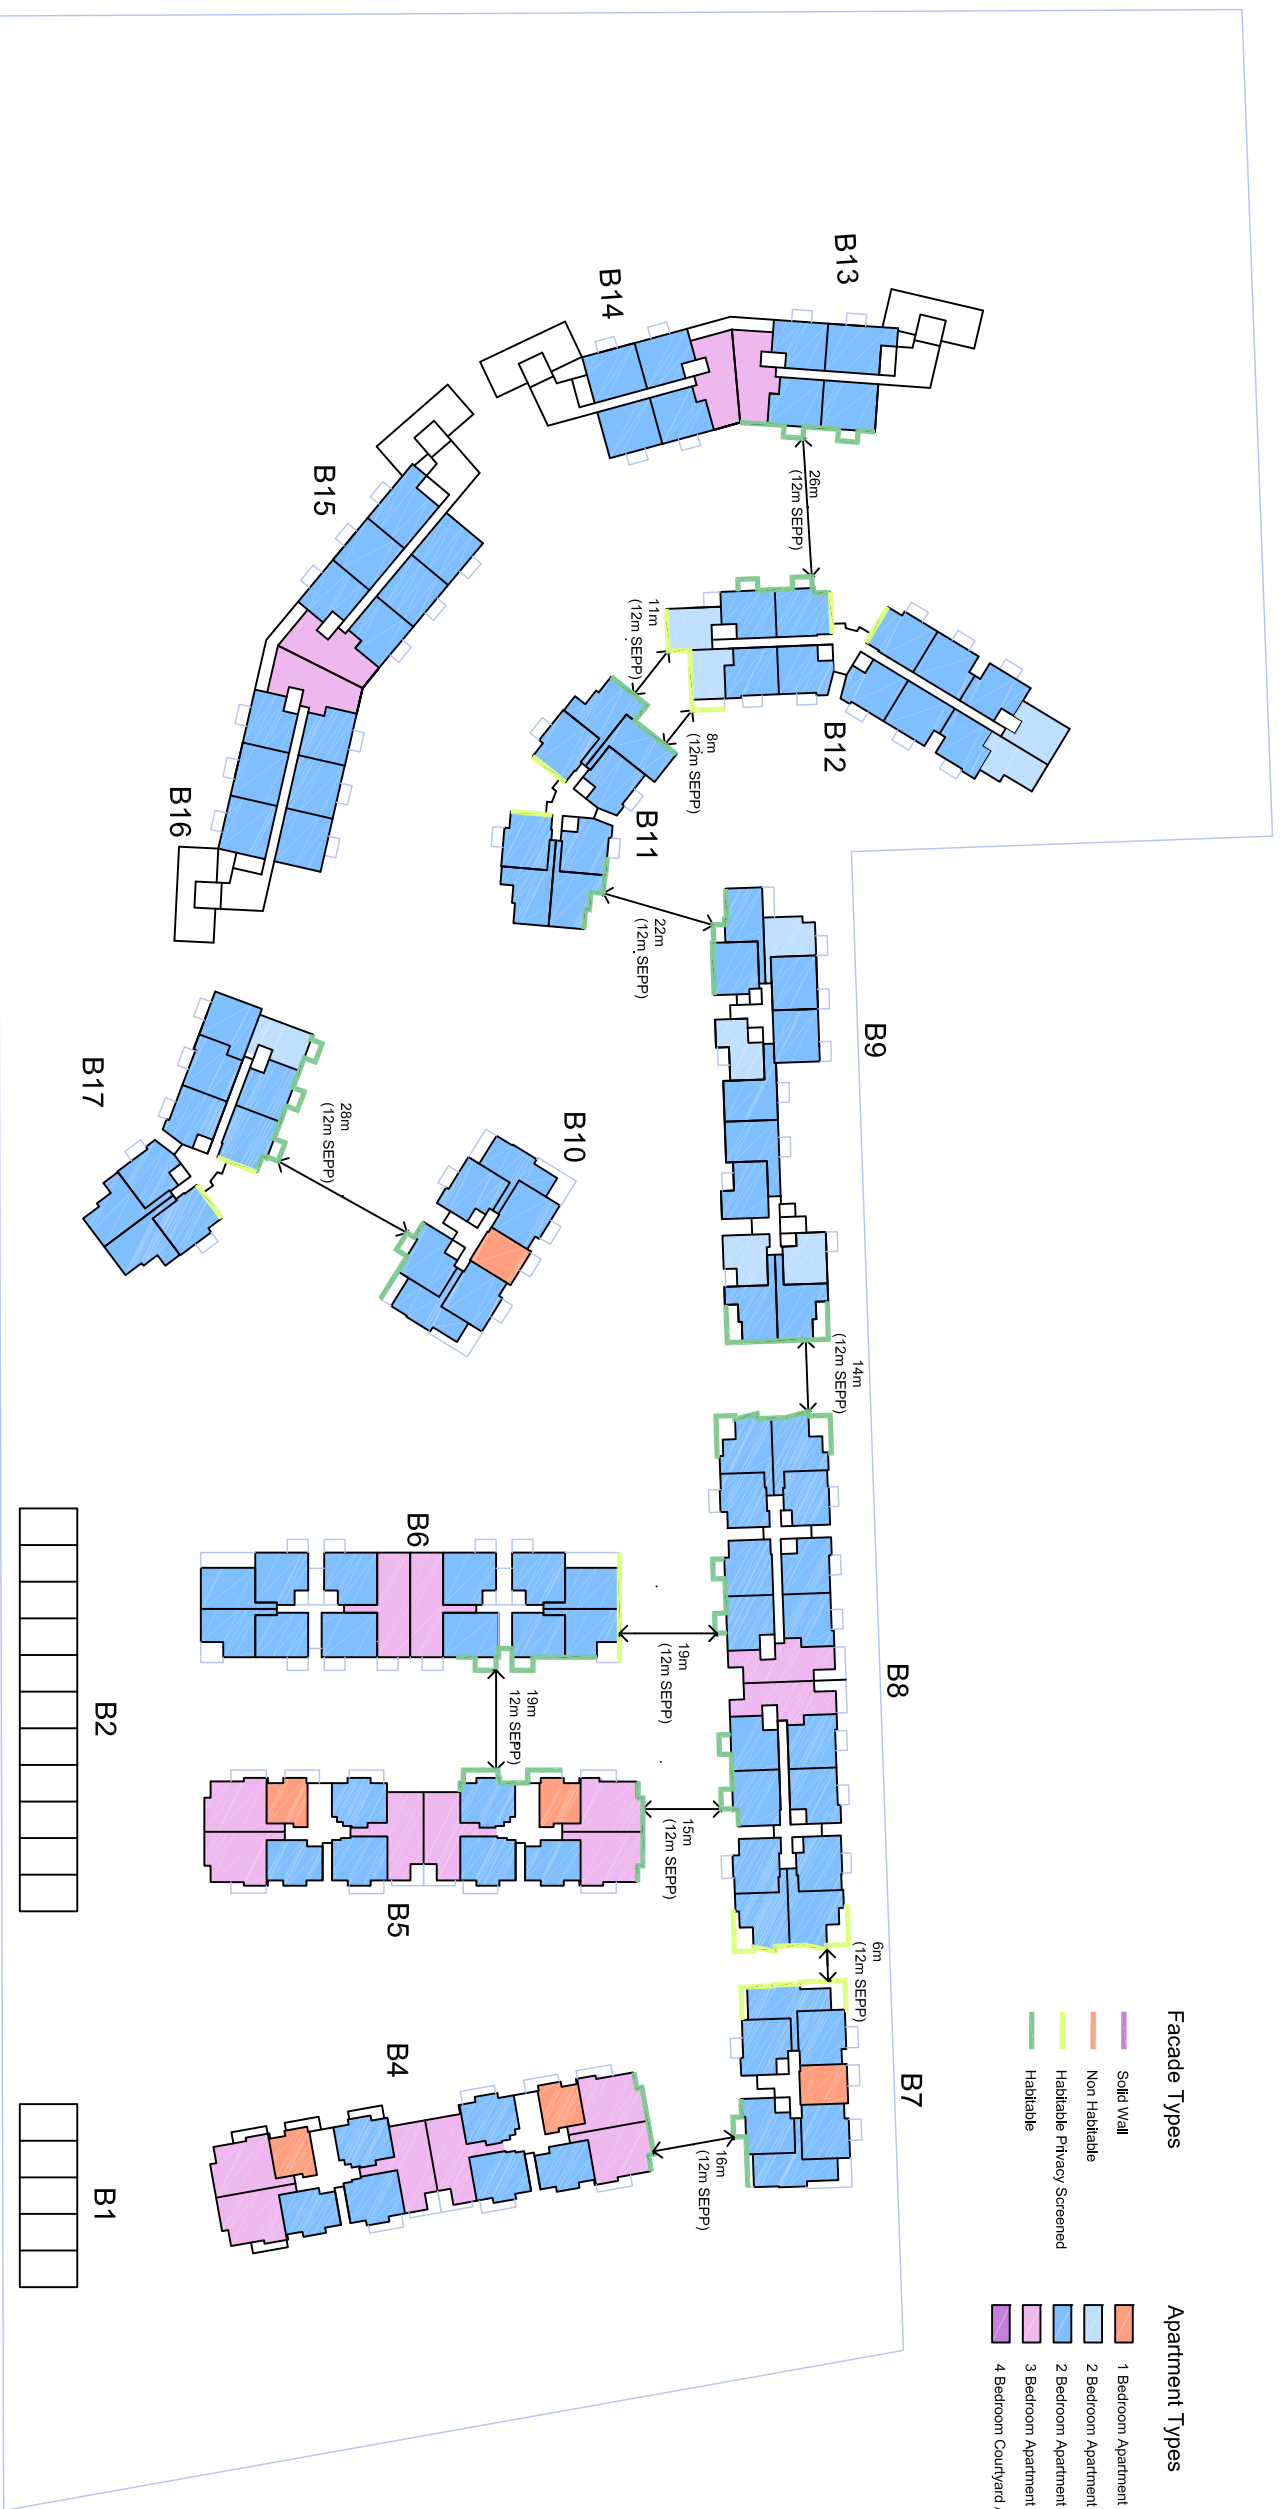 B13
B14
26m
(12m SEPP)
B15
11m
(12m SEPP)
8m
(12m SEPP)
B12
B16
B11
22m
(12m SEPP)
B9
B17
28m
(12m SEPP)
B10
14m
(12m SEPP)
B6
19m
(12m SEPP)
B8
19m
12m SEPP)
B2
15m
(12m SEPP)
B5
6m
(12m SEPP)
B4
B7
16m
(12m SEPP)
B1
Facade Types
Solid Wall
Non Habitable
Habitable Privacy Screened
Habitable
Apartment Types
1 Bedroom Apartment
2 Bedroom Apartment
2 Bedroom Apartment
3 Bedroom Apartment
4 Bedroom Courtyard